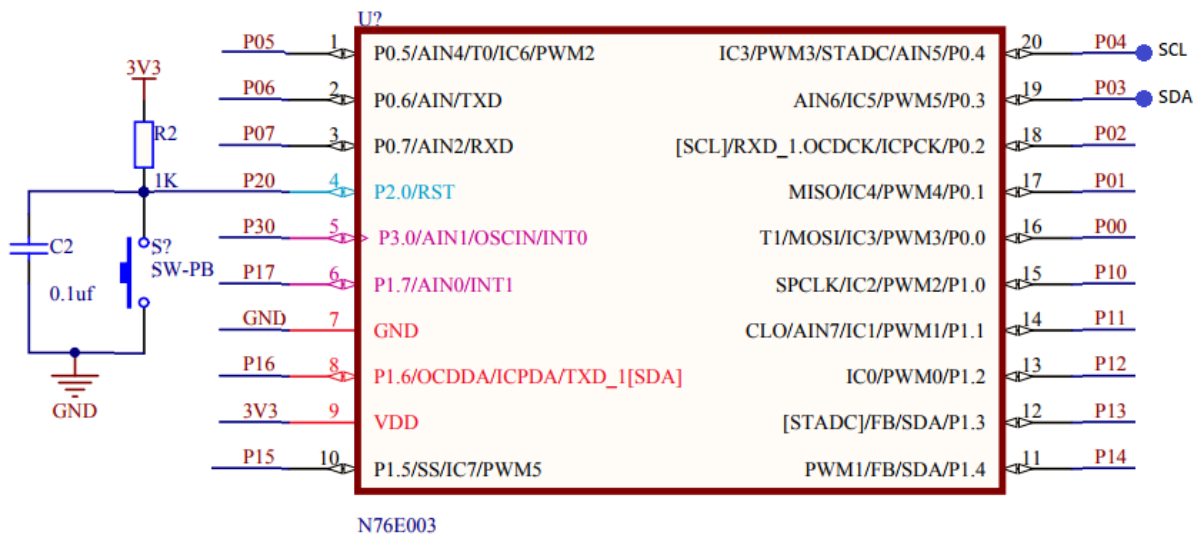 U?
P05 1 P0.5/AIN4/T0/IC6/PWM2 IC3/PWM3/STADC/AIN5/P0.4 20 P04 SCL
3V3
P06 2 P0.6/AIN/TXD AIN6/IC5/PWM5/P0.3 19 P03 SDA
R2
P07 3 P0.7/AIN2/RXD [SCL]/RXD_1.OCDCK/ICPCK/P0.2 18 P02
1K
P20 4 P2.0/RST MISO/IC4/PWM4/P0.1 17 P01
P30 5 P3.0/AIN1/OSCIN/INT0 T1/MOSI/IC3/PWM3/P0.0 16 P00
C2 S?
SW-PB
P17 6 P1.7/AIN0/INT1 SPCLK/IC2/PWM2/P1.0 15 P10
0.1uf
GND 7 GND CLO/AIN7/IC1/PWM1/P1.1 14 P11
P16 8 P1.6/OCDDA/ICPDA/TXD_1[SDA] IC0/PWM0/P1.2 13 P12
GND
3V3 9 VDD [STADC]/FB/SDA/P1.3 12 P13
P15 10 P1.5/SS/IC7/PWM5 PWM1/FB/SDA/P1.4 11 P14
N76E003